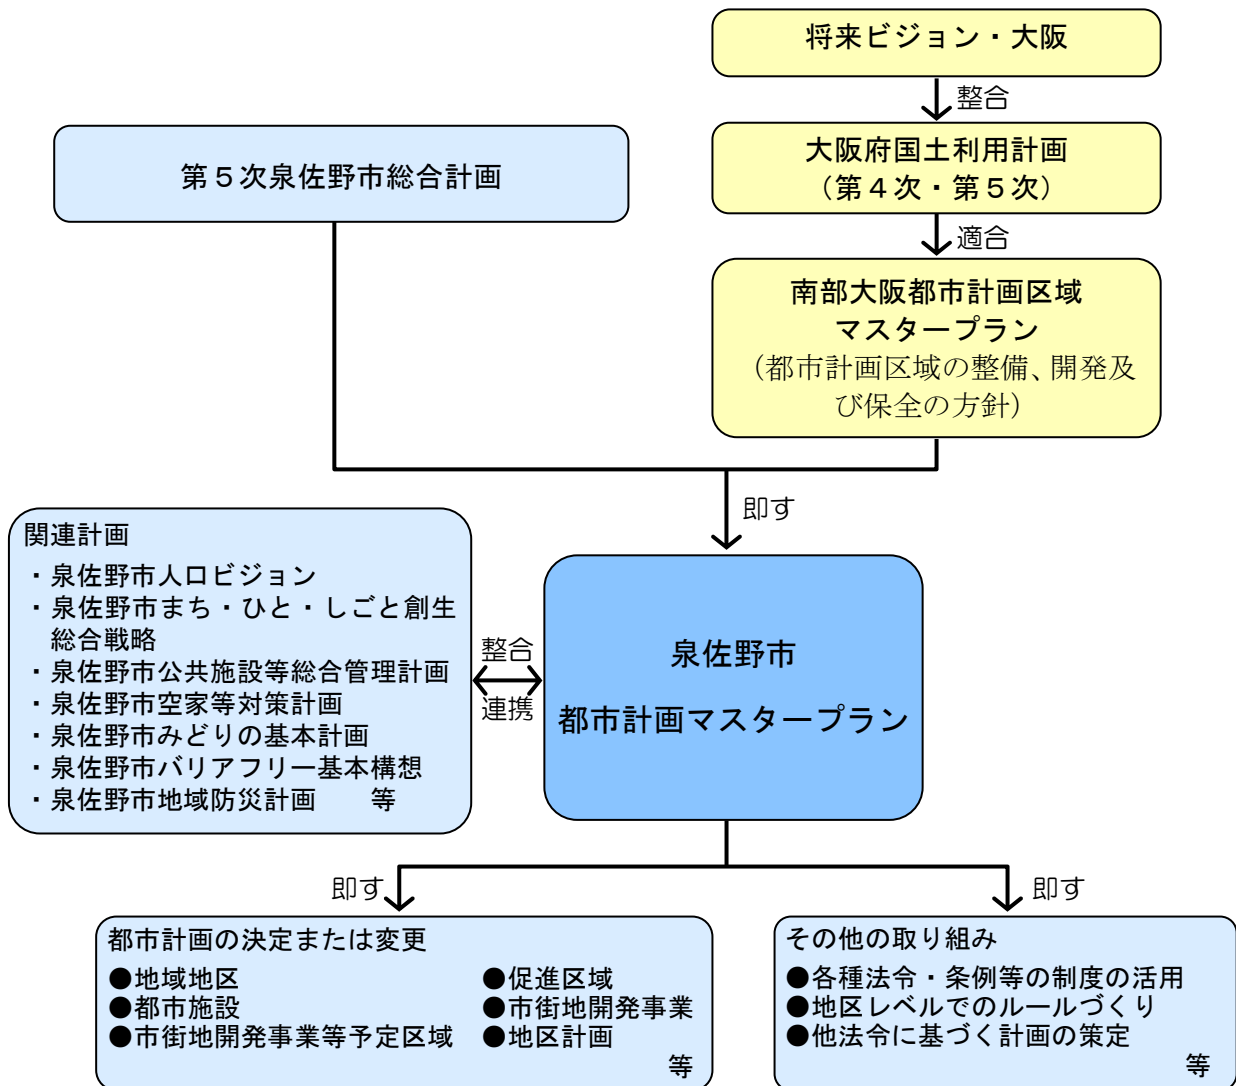 将来ビジョン・大阪
整合
大阪府国土利用計画
（第４次・第５次）
適合
南部大阪都市計画区域
マスタープラン
（都市計画区域の整備、開発及
び保全の方針）
第５次泉佐野市総合計画
即す
関連計画
・泉佐野市人口ビジョン
・泉佐野市まち・ひと・しごと創生
総合戦略
・泉佐野市公共施設等総合管理計画
・泉佐野市空家等対策計画
・泉佐野市みどりの基本計画
・泉佐野市バリアフリー基本構想
・泉佐野市地域防災計画　　等
整合
連携
泉佐野市
都市計画マスタープラン
即す
都市計画の決定または変更
●地域地区
●都市施設
●市街地開発事業等予定区域
●促進区域
●市街地開発事業
●地区計画
等
即す
その他の取り組み
●各種法令・条例等の制度の活用
●地区レベルでのルールづくり
●他法令に基づく計画の策定
等